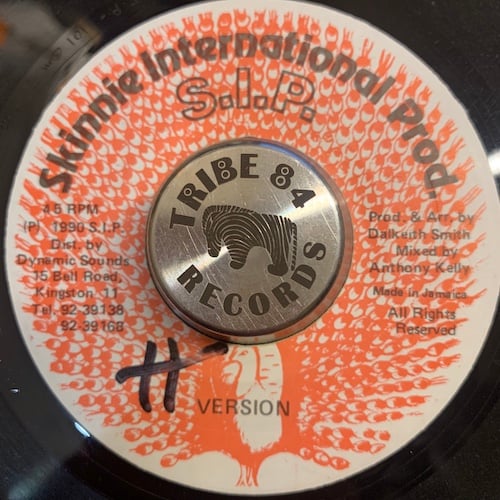 Skinnie International Prod.
S.I.P.
TRIBE 84
RECORDS
45 RPM
(P) 1990 S.I.P.
Dist. by
Dynamic Sounds
15 Bell Road,
Kingston 11
Tel. 92-39138
92-39168
Prod. & Arr. by
Dalkeith Smith
Mixed by
Anthony Kelly
Made in Jamaica
All Rights
Reserved
VERSION